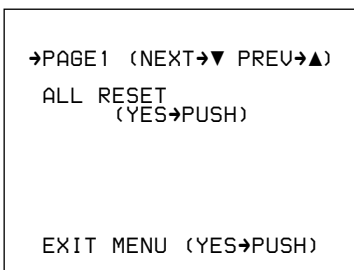 ➔PAGE1 (NEXT➔▼ PREV➔▲)
ALL RESET
(YES➔PUSH)
EXIT MENU (YES➔PUSH)